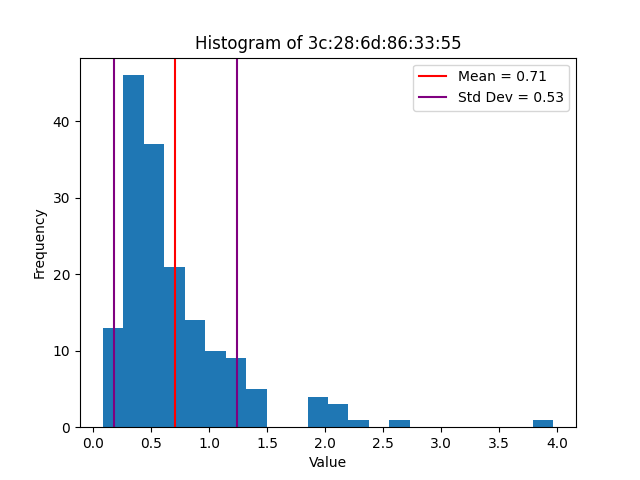 Histogram of 3c:28:6d:86:33:55
Mean = 0.71
Std Dev = 0.53
Frequency
40
30
20
10
0
0.0 0.5 1.0 1.5 2.0 2.5 3.0 3.5 4.0
Value